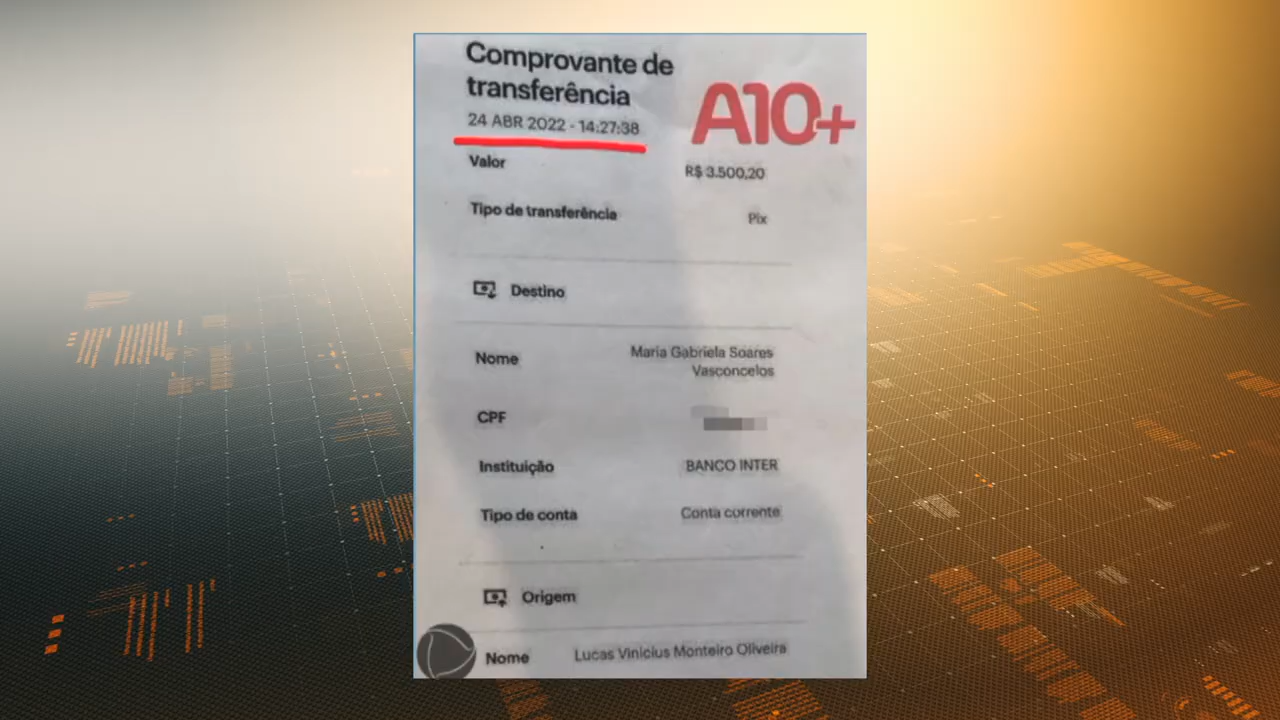 Comprovante de
transferência
A10+
24 ABR 2022 - 14:27:38
Valor R$ 3.500,20
Tipo de transferência Pix
Destino
Nome Maria Gabriela Soares
Vasconcelos
CPF
Instituição BANCO INTER
Tipo de conta Conta corrente
Origem
Nome Lucas Vinicius Monteiro Oliveira